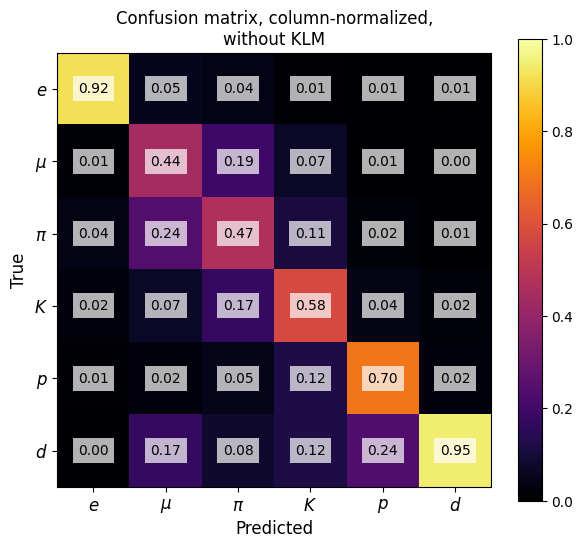 Confusion matrix, column-normalized,
without KLM
e 0.92 0.05 0.04 0.01 0.01 0.01
μ 0.01 0.44 0.19 0.07 0.01 0.00
π 0.04 0.24 0.47 0.11 0.02 0.01
K 0.02 0.07 0.17 0.58 0.04 0.02
p 0.01 0.02 0.05 0.12 0.70 0.02
d 0.00 0.17 0.08 0.12 0.24 0.95
e μ π K p d
Predicted
True
1.0
0.8
0.6
0.4
0.2
0.0